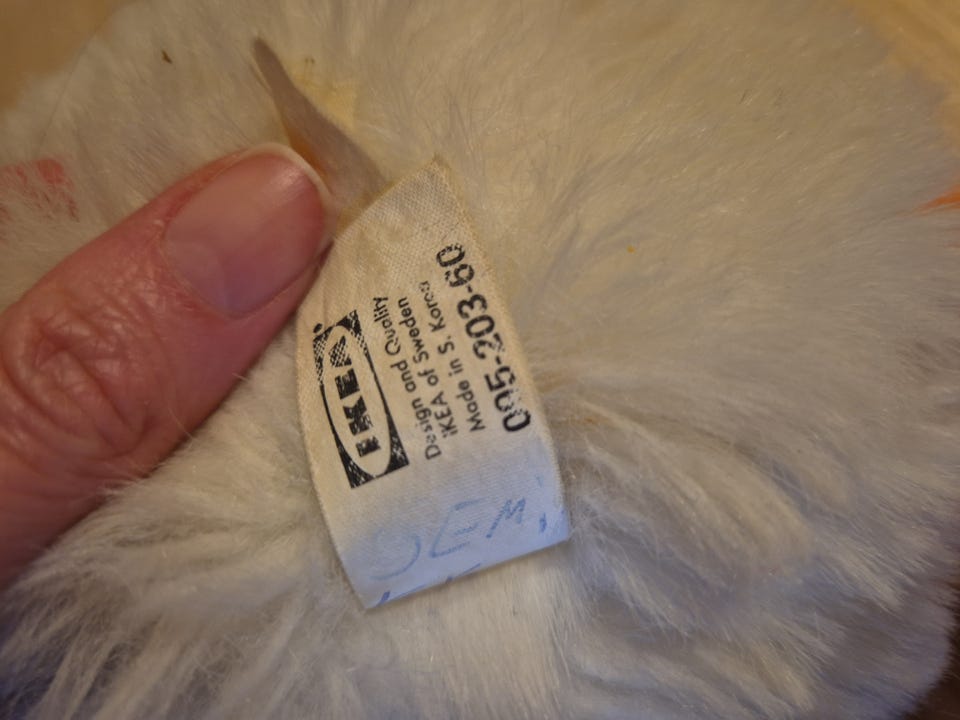 IKEA
Design and Quality
IKEA of Sweden
Made in S. Korea
005-203-60